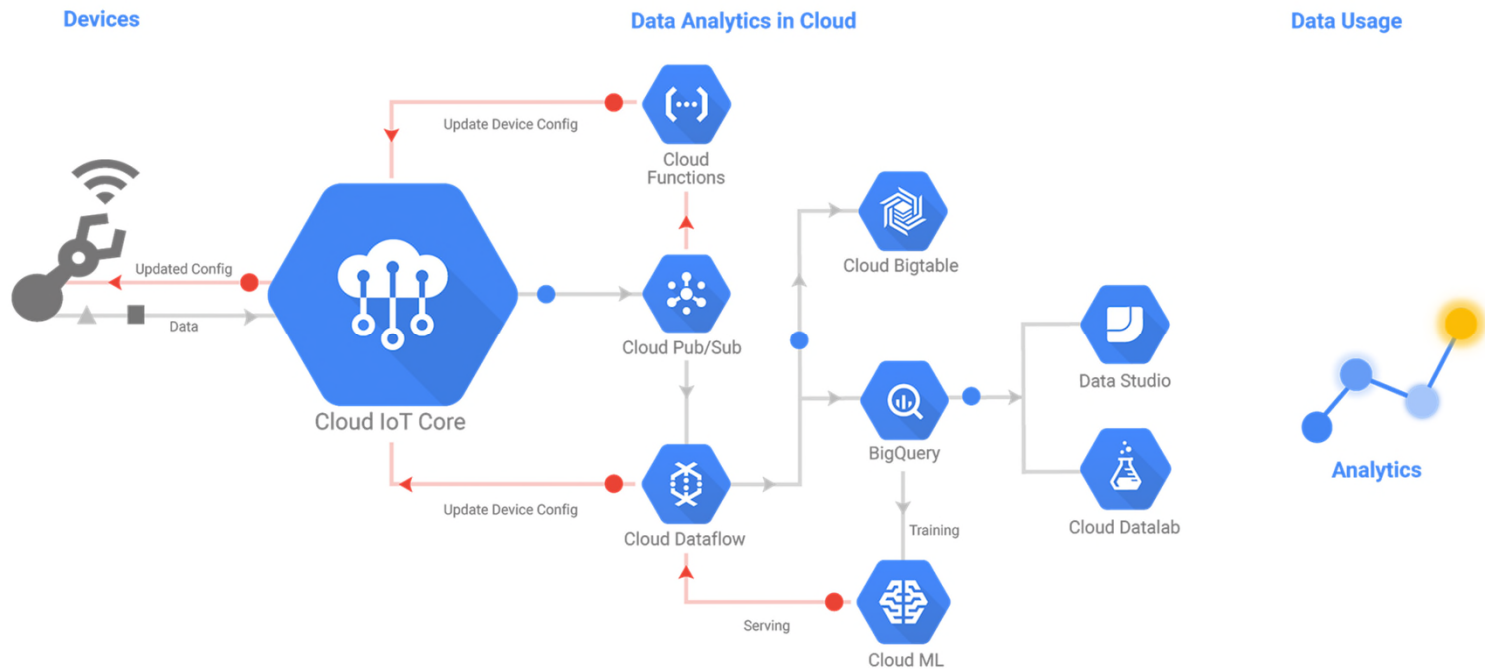 Devices
Data Analytics in Cloud
Data Usage
Update Device Config
Cloud
Functions
Cloud Bigtable
Updated Config
Data
Cloud IoT Core
Cloud Pub/Sub
Data Studio
BigQuery
Analytics
Update Device Config
Cloud Dataflow
Training
Cloud Datalab
Serving
Cloud ML